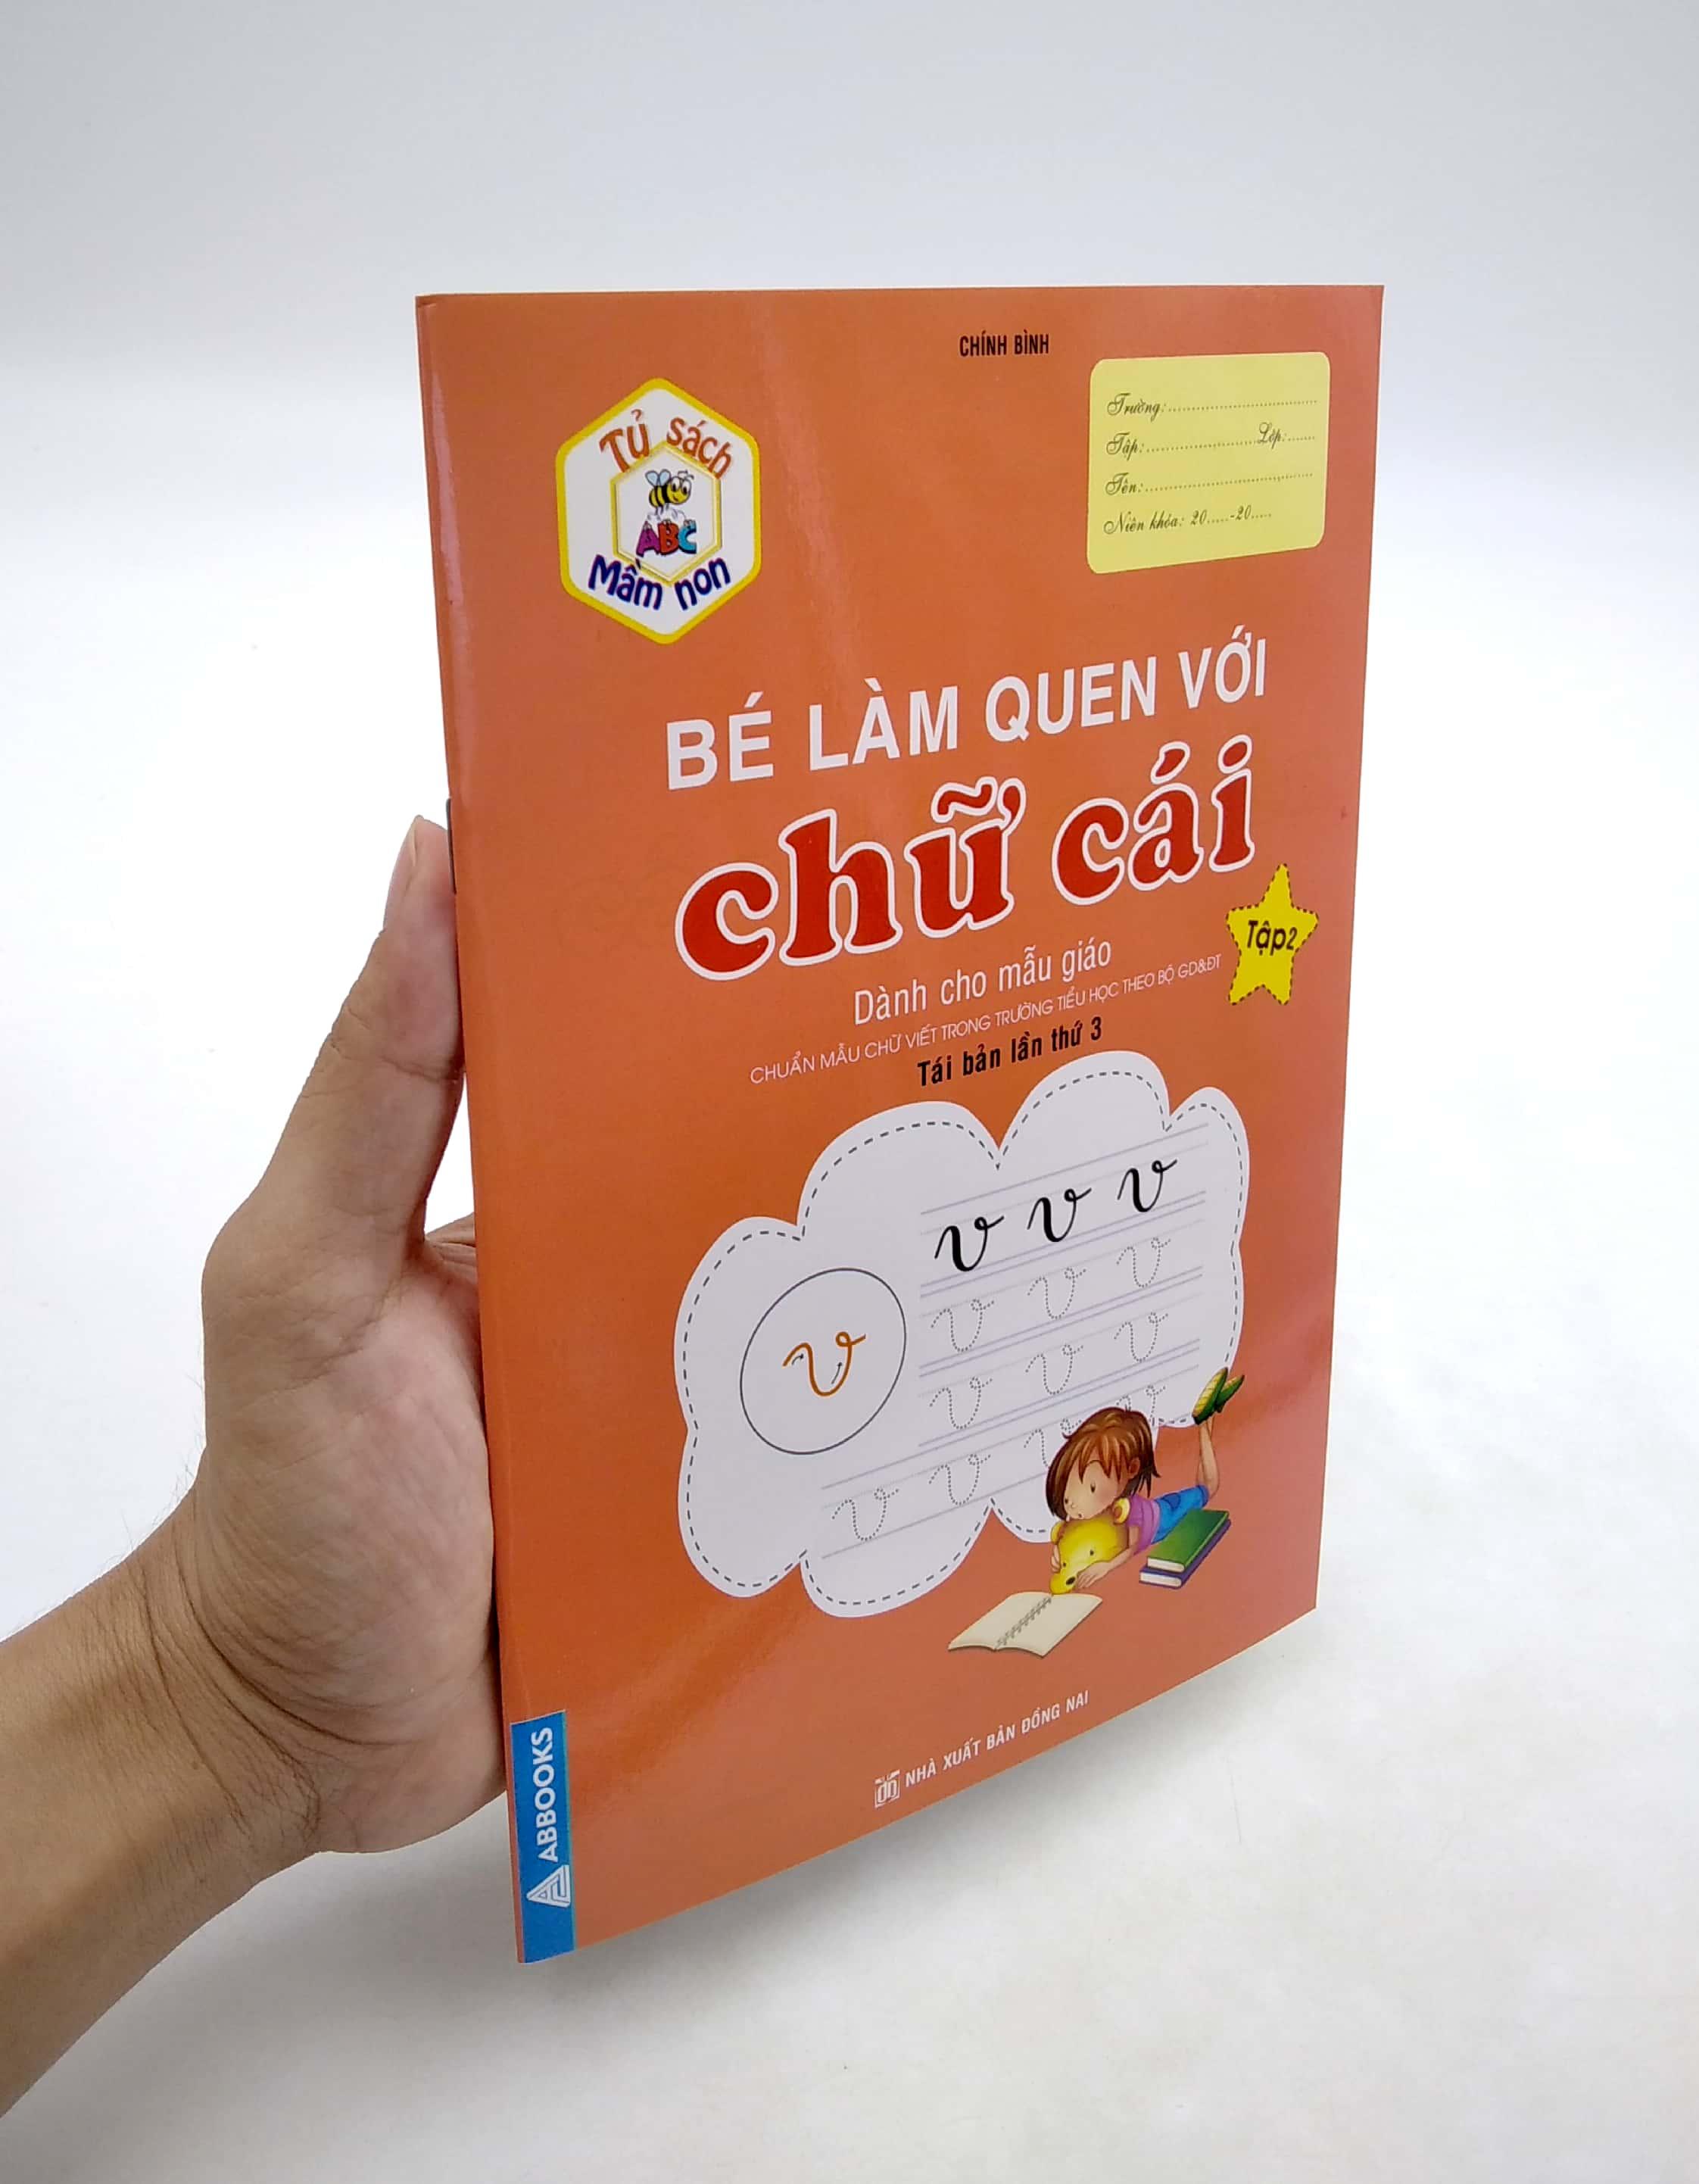 CHÍNH BÌNH
Tủ sách
ABC
Mầm non
Trường:
Tập: Lớp:
Tên:
Niên khóa: 20.....-20.....
BÉ LÀM QUEN VỚI
chữ cái
Tập2
Dành cho mẫu giáo
CHUẨN MẪU CHỮ VIẾT TRONG TRƯỜNG TIỂU HỌC THEO BỘ GD&ĐT
Tái bản lần thứ 3
v v v
v v v
v
v v v
v v v v
NHÀ XUẤT BẢN ĐỒNG NAI
ABBOOKS